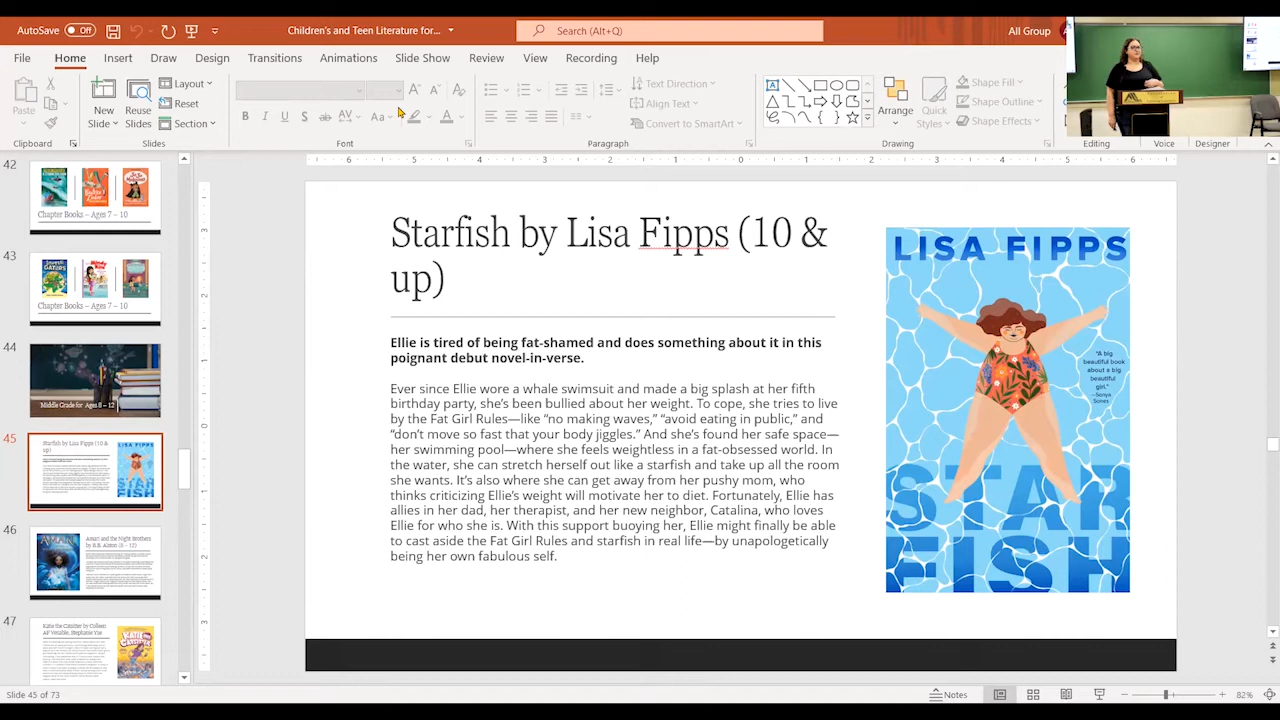 AutoSave Off Children's and Teen Literature for... Search (Alt+Q) All Group
File Home Insert Draw Design Transitions Animations Slide Show Review View Recording Help
Paste New Slide Reuse Slides Layout Reset Section
Text Direction Align Text Convert to SmartArt
Arrange Quick Styles Shape Fill Shape Outline Shape Effects
Clipboard Slides Font Paragraph Drawing Editing Voice Designer
42
Chapter Books – Ages 7 – 10
43
Chapter Books – Ages 7 – 10
44
Middle Grade for Ages 8 – 12
45
Starfish by Lisa Fipps (10 &
up)
46
Amari and the Night Brothers
by B.B. Alston (8 – 12)
47
Katie the Catsitter by Colleen
AF Venable, Stephanie Yue
Starfish by Lisa Fipps (10 &
up)
Ellie is tired of being fat-shamed and does something about it in this
poignant debut novel-in-verse.
Ever since Ellie wore a whale swimsuit and made a big splash at her fifth
birthday party, she's been bullied about her weight. To cope, she tries to live
by the Fat Girl Rules—like “no making waves,” “avoid eating in public,” and
“don't move so fast that your body jiggles.” And she's found her safe space—
her swimming pool—where she feels weightless in a fat-obsessed world. In
the water, she can stretch herself out like a starfish and take up all the room
she wants. It's also where she can get away from her pushy mom, who
thinks criticizing Ellie's weight will motivate her to diet. Fortunately, Ellie has
allies in her dad, her therapist, and her new neighbor, Catalina, who loves
Ellie for who she is. With this support buoying her, Ellie might finally be able
to cast aside the Fat Girl Rules and starfish in real life—by unapologetically
being her own fabulous self.
LISA FIPPS
"A big
beautiful book
about a big
beautiful
girl."
—Sonya
Sones
STAR
FISH
Slide 45 of 73 Notes 82%